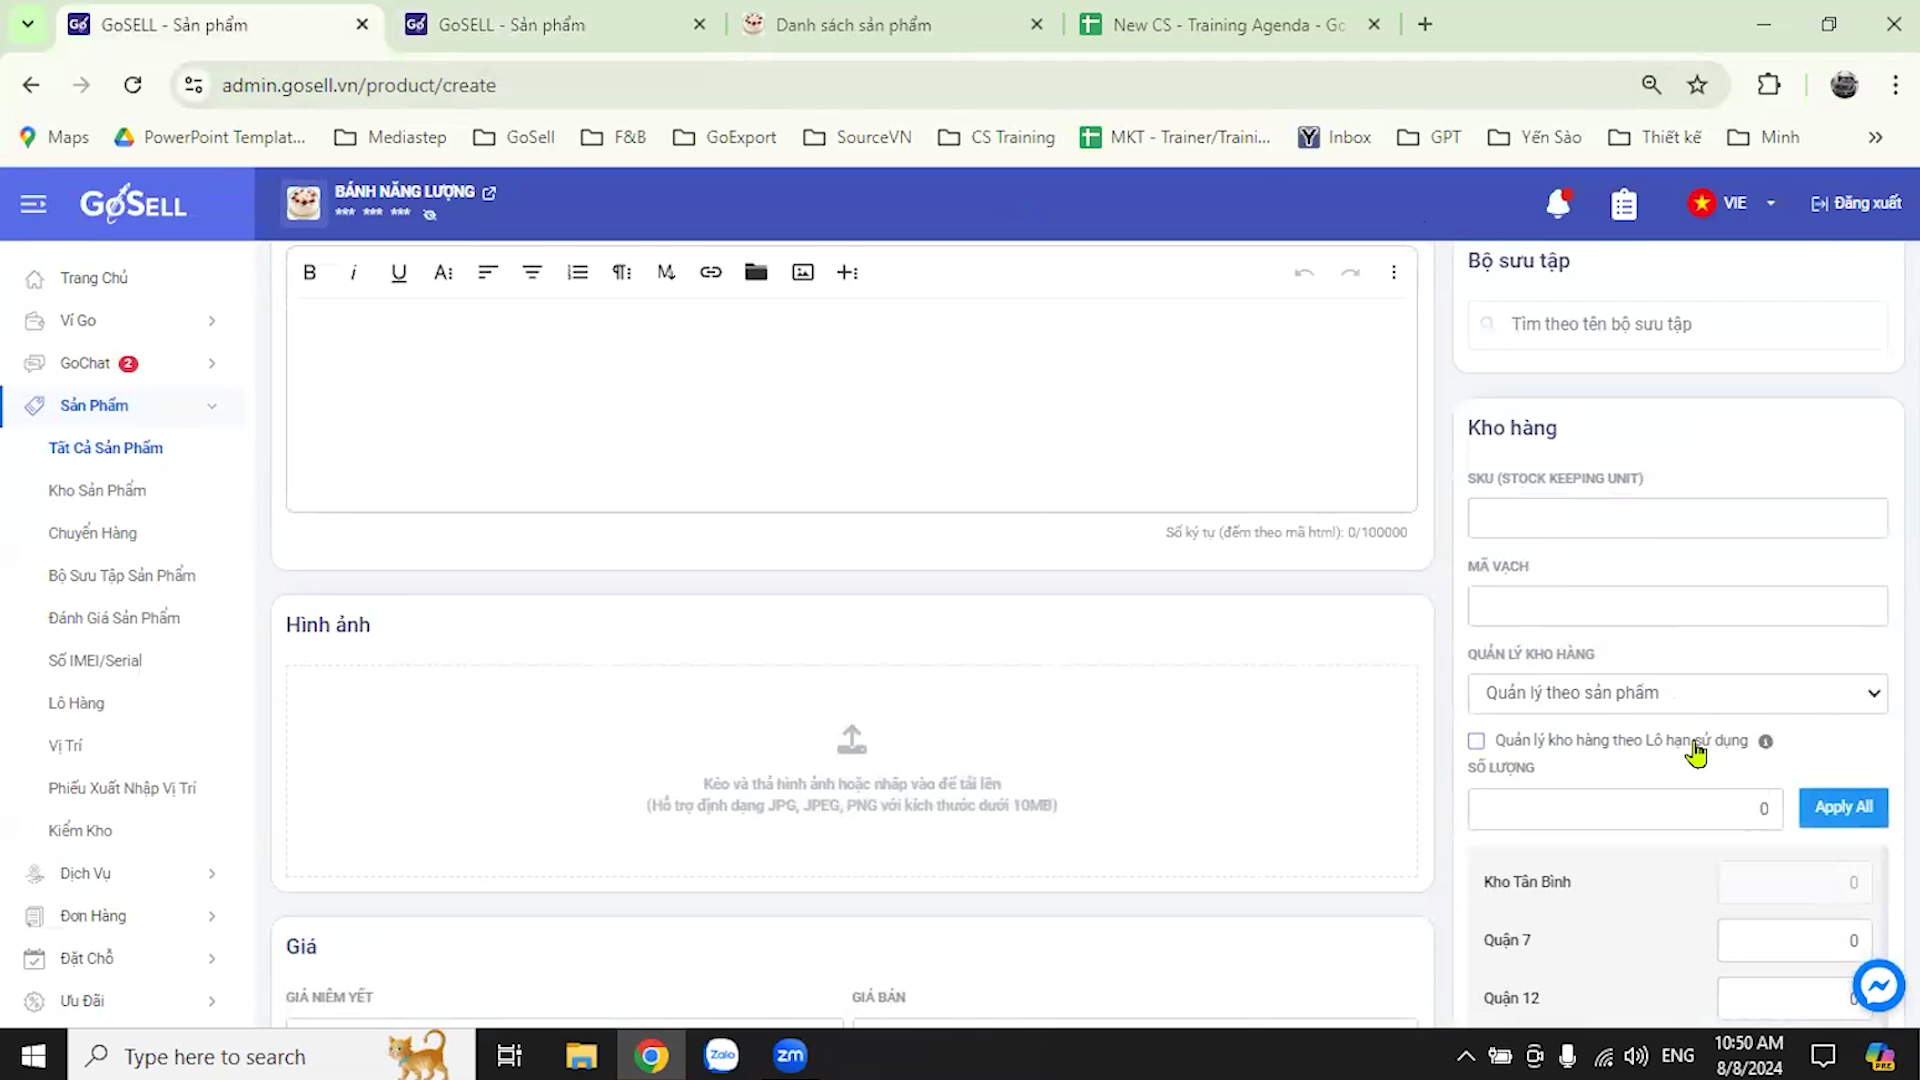 GoSELL - Sản phẩm
GoSELL - Sản phẩm
Danh sách sản phẩm
New CS - Training Agenda - Go
admin.gosell.vn/product/create
Maps
PowerPoint Templat...
Mediastep
GoSell
F&B
GoExport
SourceVN
CS Training
MKT - Trainer/Traini...
Inbox
GPT
Yến Sào
Thiết kế
Minh
GoSELL
BÁNH NĂNG LƯỢNG
*** *** ***
VIE
Đăng xuất
Trang Chủ
Ví Go
GoChat 2
Sản Phẩm
Tất Cả Sản Phẩm
Kho Sản Phẩm
Chuyển Hàng
Bộ Sưu Tập Sản Phẩm
Đánh Giá Sản Phẩm
Số IMEI/Serial
Lô Hàng
Vị Trí
Phiếu Xuất Nhập Vị Trí
Kiểm Kho
Dịch Vụ
Đơn Hàng
Đặt Chỗ
Ưu Đãi
Số ký tự (đếm theo mã html): 0/100000
Hình ảnh
Kéo và thả hình ảnh hoặc nhấp vào để tải lên
(Hỗ trợ định dạng JPG, JPEG, PNG với kích thước dưới 10MB)
Giá
GIÁ NIÊM YẾT
GIÁ BÁN
Bộ sưu tập
Tìm theo tên bộ sưu tập
Kho hàng
SKU (STOCK KEEPING UNIT)
MÃ VẠCH
QUẢN LÝ KHO HÀNG
Quản lý theo sản phẩm
Quản lý kho hàng theo Lô hạn sử dụng
SỐ LƯỢNG
0
Apply All
Kho Tân Bình 0
Quận 7 0
Quận 12 0
Type here to search
Zalo
zm
ENG
10:50 AM
8/8/2024
PRE